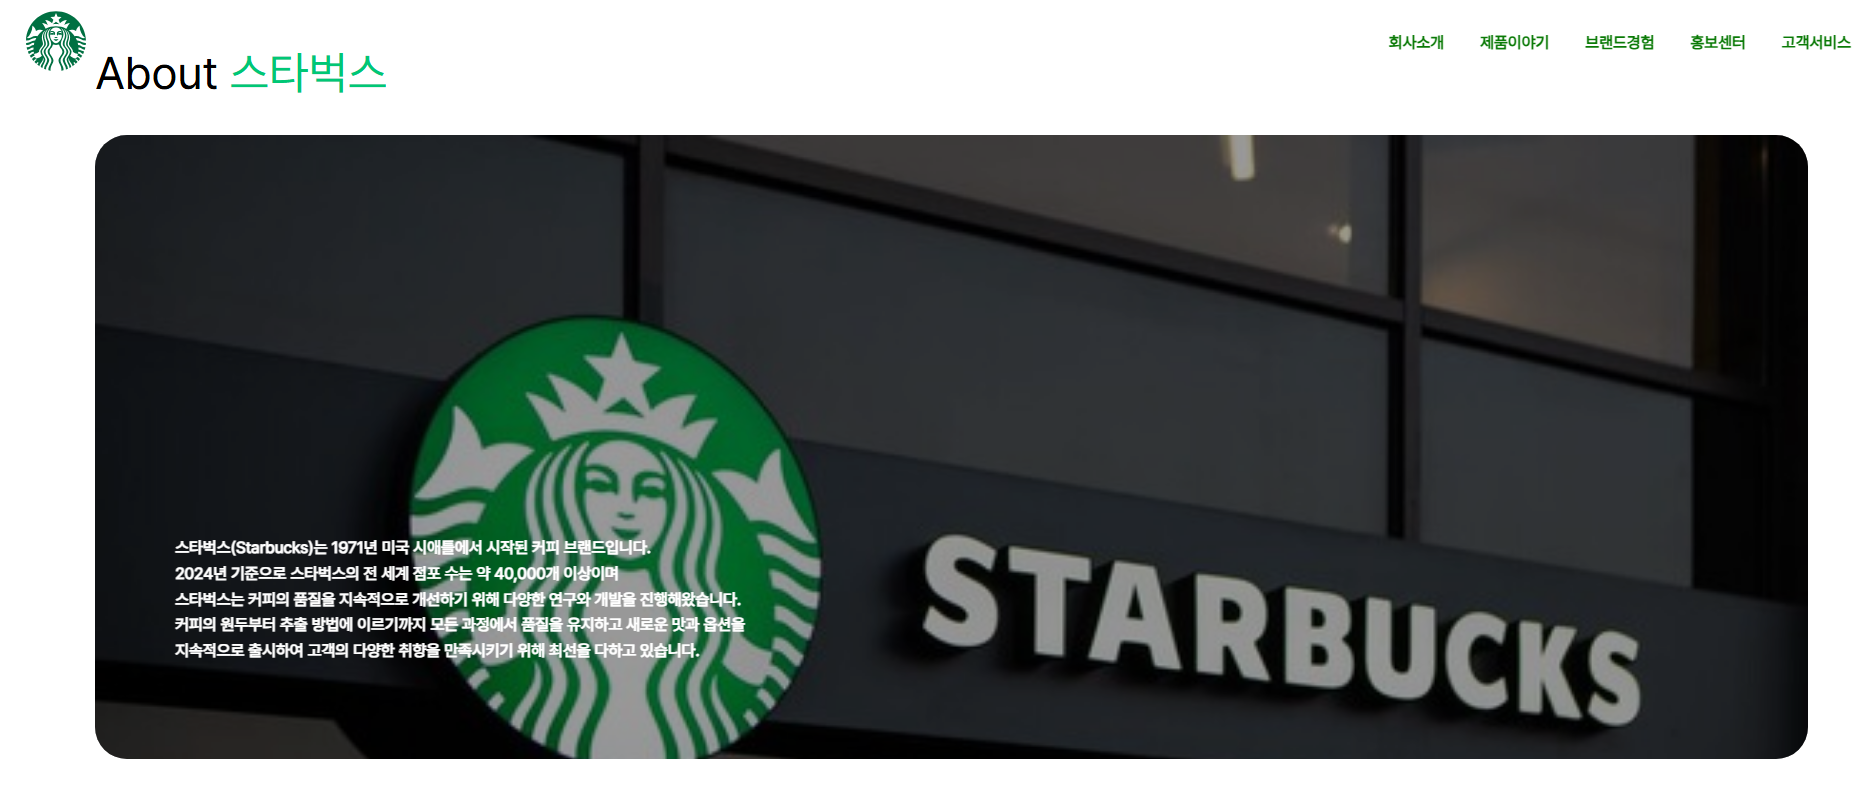 About 스타벅스
회사소개 제품이야기 브랜드경험 홍보센터 고객서비스
스타벅스(Starbucks)는 1971년 미국 시애틀에서 시작된 커피 브랜드입니다.
2024년 기준으로 스타벅스의 전 세계 점포 수는 약 40,000개 이상이며
스타벅스는 커피의 품질을 지속적으로 개선하기 위해 다양한 연구와 개발을 진행해왔습니다.
커피의 원두부터 추출 방법에 이르기까지 모든 과정에서 품질을 유지하고 새로운 맛과 옵션을
지속적으로 출시하여 고객의 다양한 취향을 만족시키기 위해 최선을 다하고 있습니다.
STARBUCKS